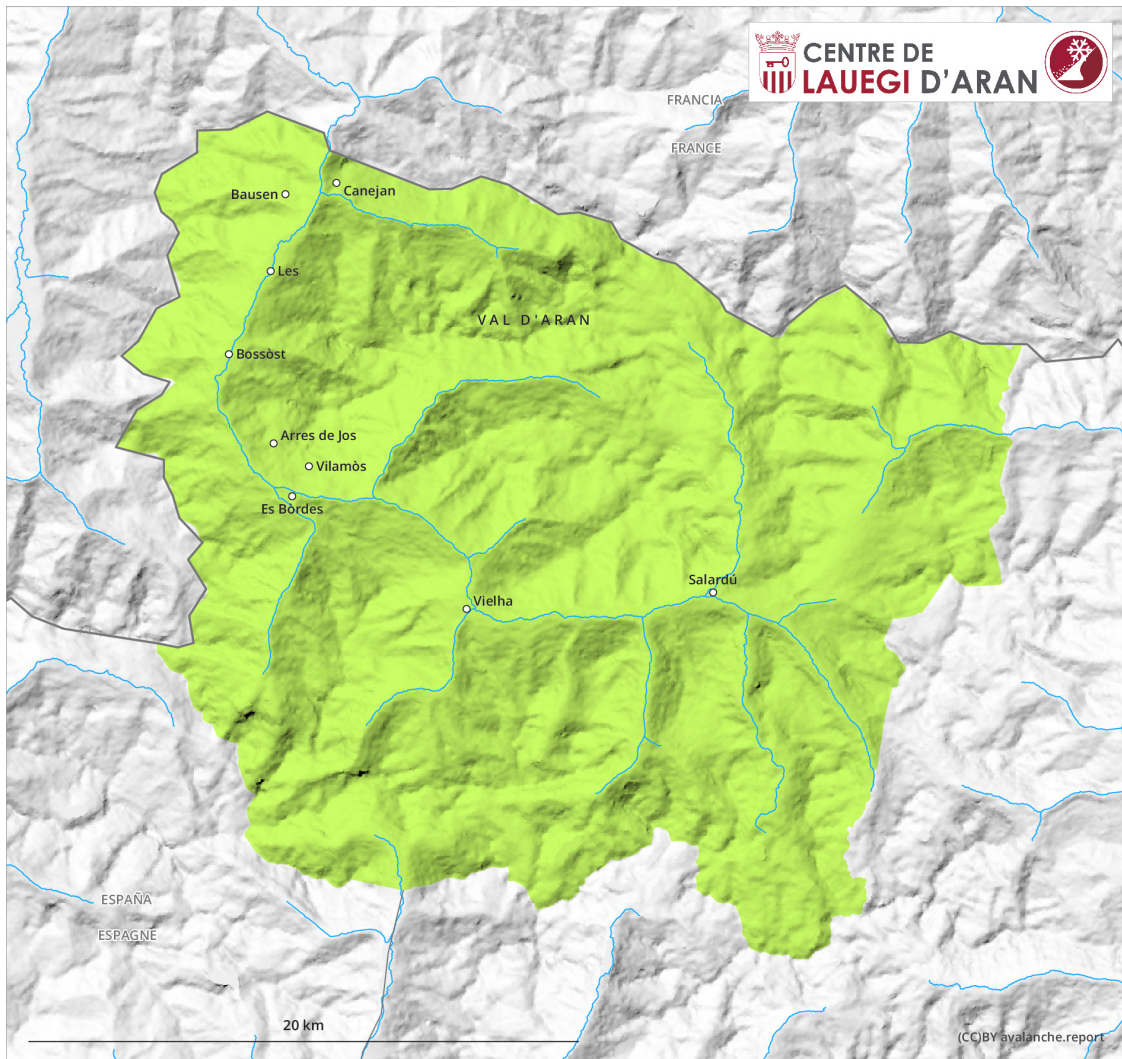 CENTRE DE
LAUEGI D'ARAN
FRANCIA
FRANCE
Canejan
Bausen
Les
VAL D'ARAN
Bossòst
Arres de Jos
Vilamòs
Es Bòrdes
Salardú
Vielha
ESPAÑA
ESPAGNE
20 km
(CC)BY avalanche.report